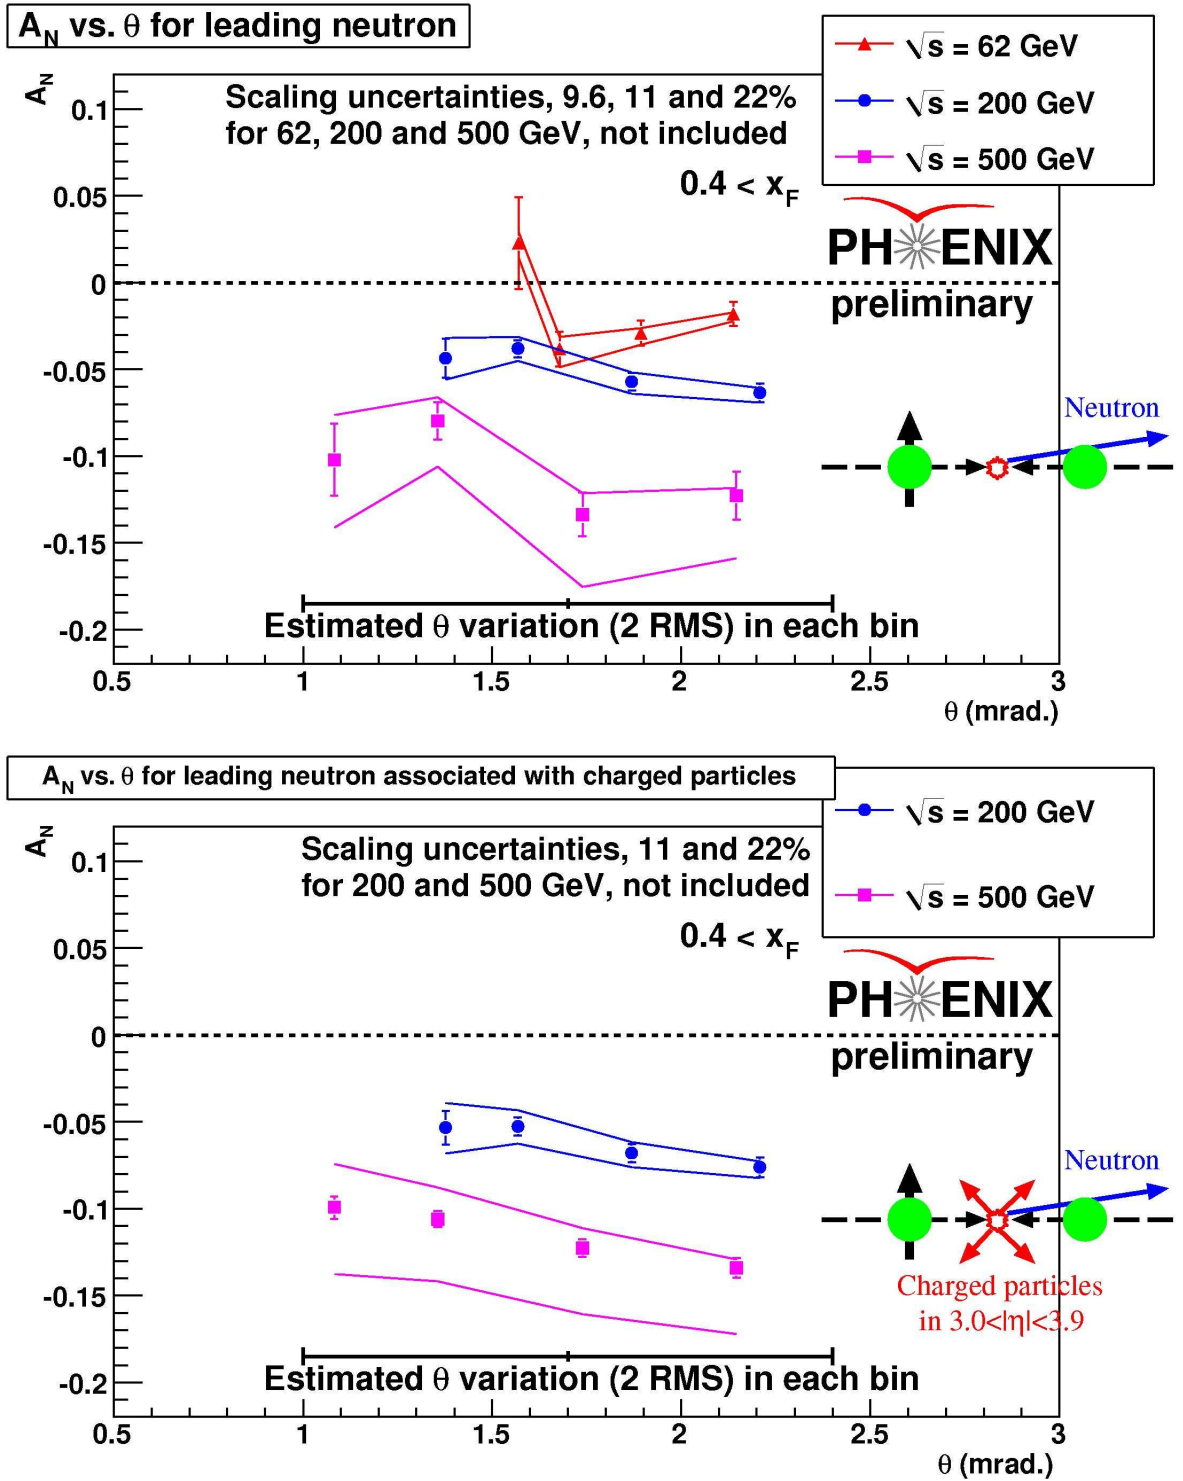 A_N vs. θ for leading neutron
√s = 62 GeV
√s = 200 GeV
√s = 500 GeV
A_N
Scaling uncertainties, 9.6, 11 and 22%
for 62, 200 and 500 GeV, not included
0.4 < x_F
PHENIX
preliminary
0.1
0.05
0
-0.05
-0.1
-0.15
-0.2
Neutron
Estimated θ variation (2 RMS) in each bin
0.5 1 1.5 2 2.5 3
θ (mrad.)
A_N vs. θ for leading neutron associated with charged particles
√s = 200 GeV
√s = 500 GeV
A_N
Scaling uncertainties, 11 and 22%
for 200 and 500 GeV, not included
0.4 < x_F
PHENIX
preliminary
0.1
0.05
0
-0.05
-0.1
-0.15
-0.2
Neutron
Charged particles
in 3.0<|η|<3.9
Estimated θ variation (2 RMS) in each bin
0.5 1 1.5 2 2.5 3
θ (mrad.)